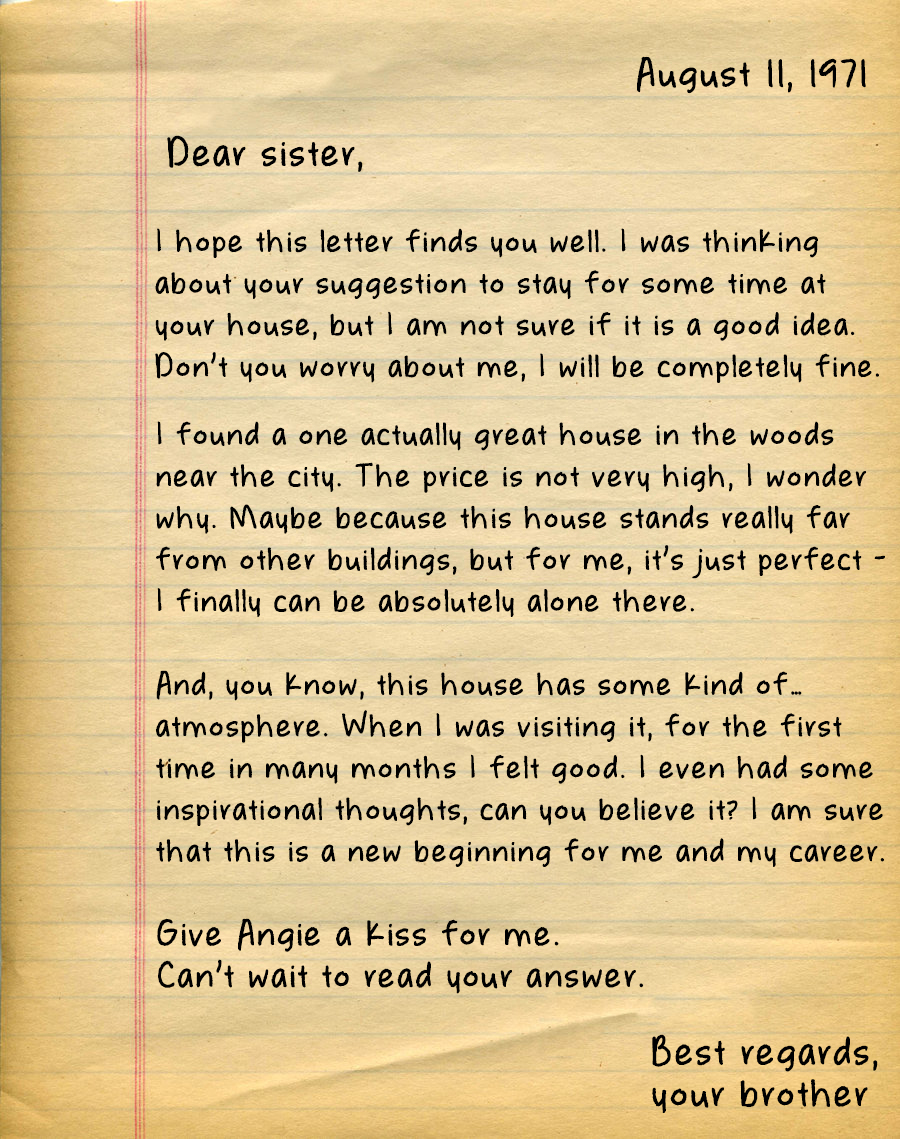 August 11, 1971
Dear sister,
I hope this letter finds you well. I was thinking
about your suggestion to stay for some time at
your house, but I am not sure if it is a good idea.
Don't you worry about me, I will be completely fine.
I found a one actually great house in the woods
near the city. The price is not very high, I wonder
why. Maybe because this house stands really far
from other buildings, but for me, it's just perfect -
I finally can be absolutely alone there.
And, you know, this house has some kind of...
atmosphere. When I was visiting it, for the first
time in many months I felt good. I even had some
inspirational thoughts, can you believe it? I am sure
that this is a new beginning for me and my career.
Give Angie a kiss for me.
Can't wait to read your answer.
Best regards,
your brother